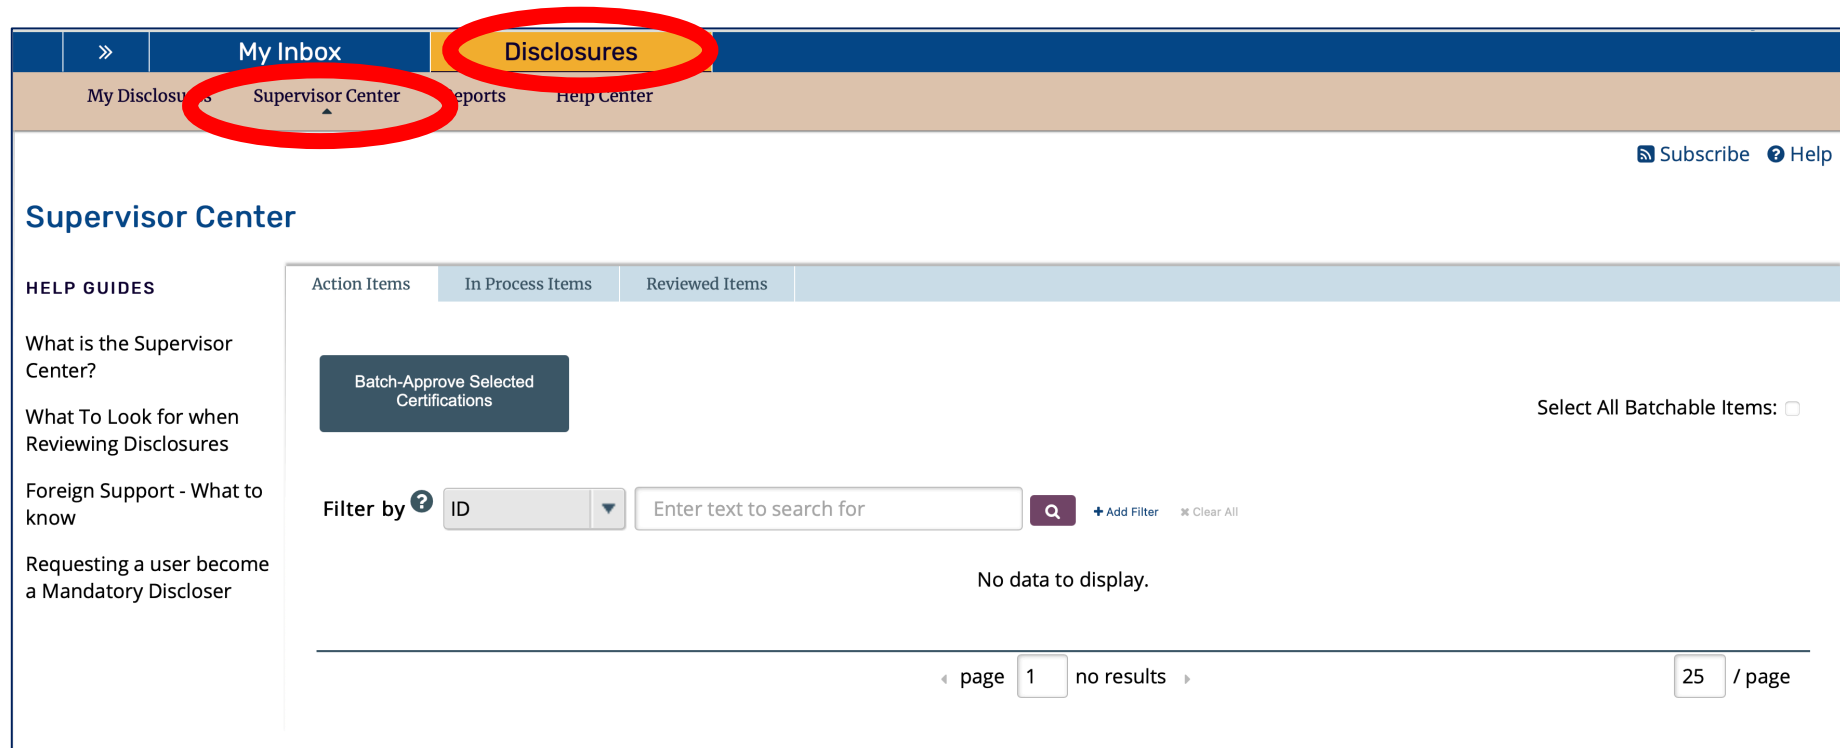 My Inbox
Disclosures
My Disclosures
Supervisor Center
Reports
Help Center
Subscribe
Help
Supervisor Center
HELP GUIDES
Action Items
In Process Items
Reviewed Items
What is the Supervisor
Center?
Batch-Approve Selected
Certifications
What To Look for when
Reviewing Disclosures
Select All Batchable Items:
Foreign Support - What to
know
Filter by
ID
Enter text to search for
Add Filter
Clear All
Requesting a user become
a Mandatory Discloser
No data to display.
page
1
no results
25
/ page